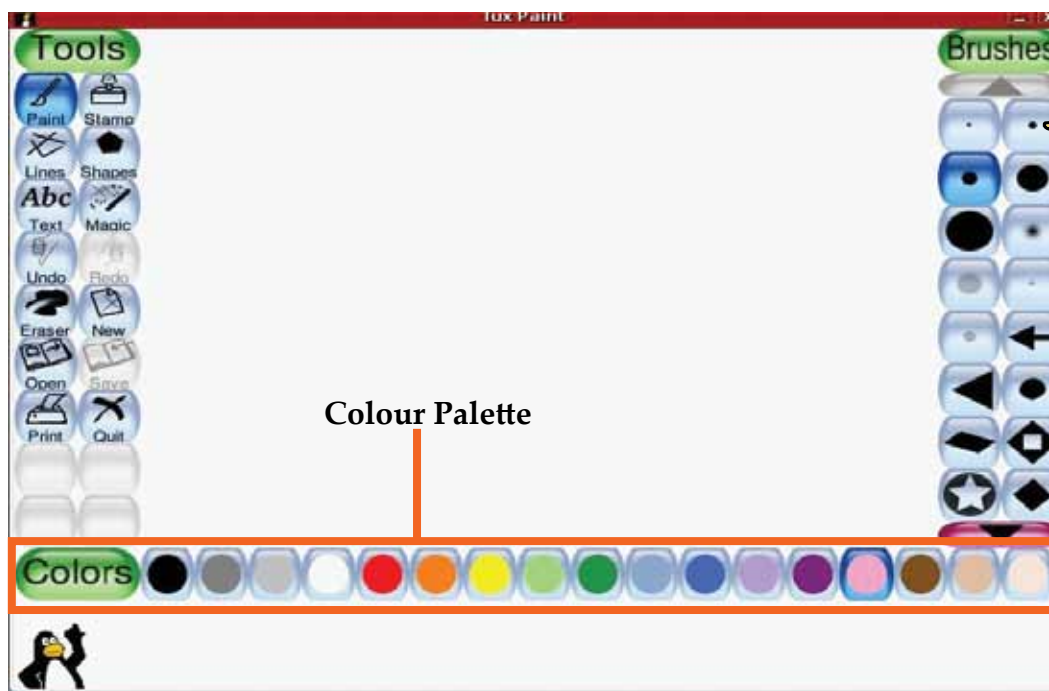 Tux Paint
Tools
Brushes
Paint Stamp
Lines Shapes
Abc
Text Magic
Undo Redo
Eraser New
Open Save
Print Quit
Colour Palette
Colors